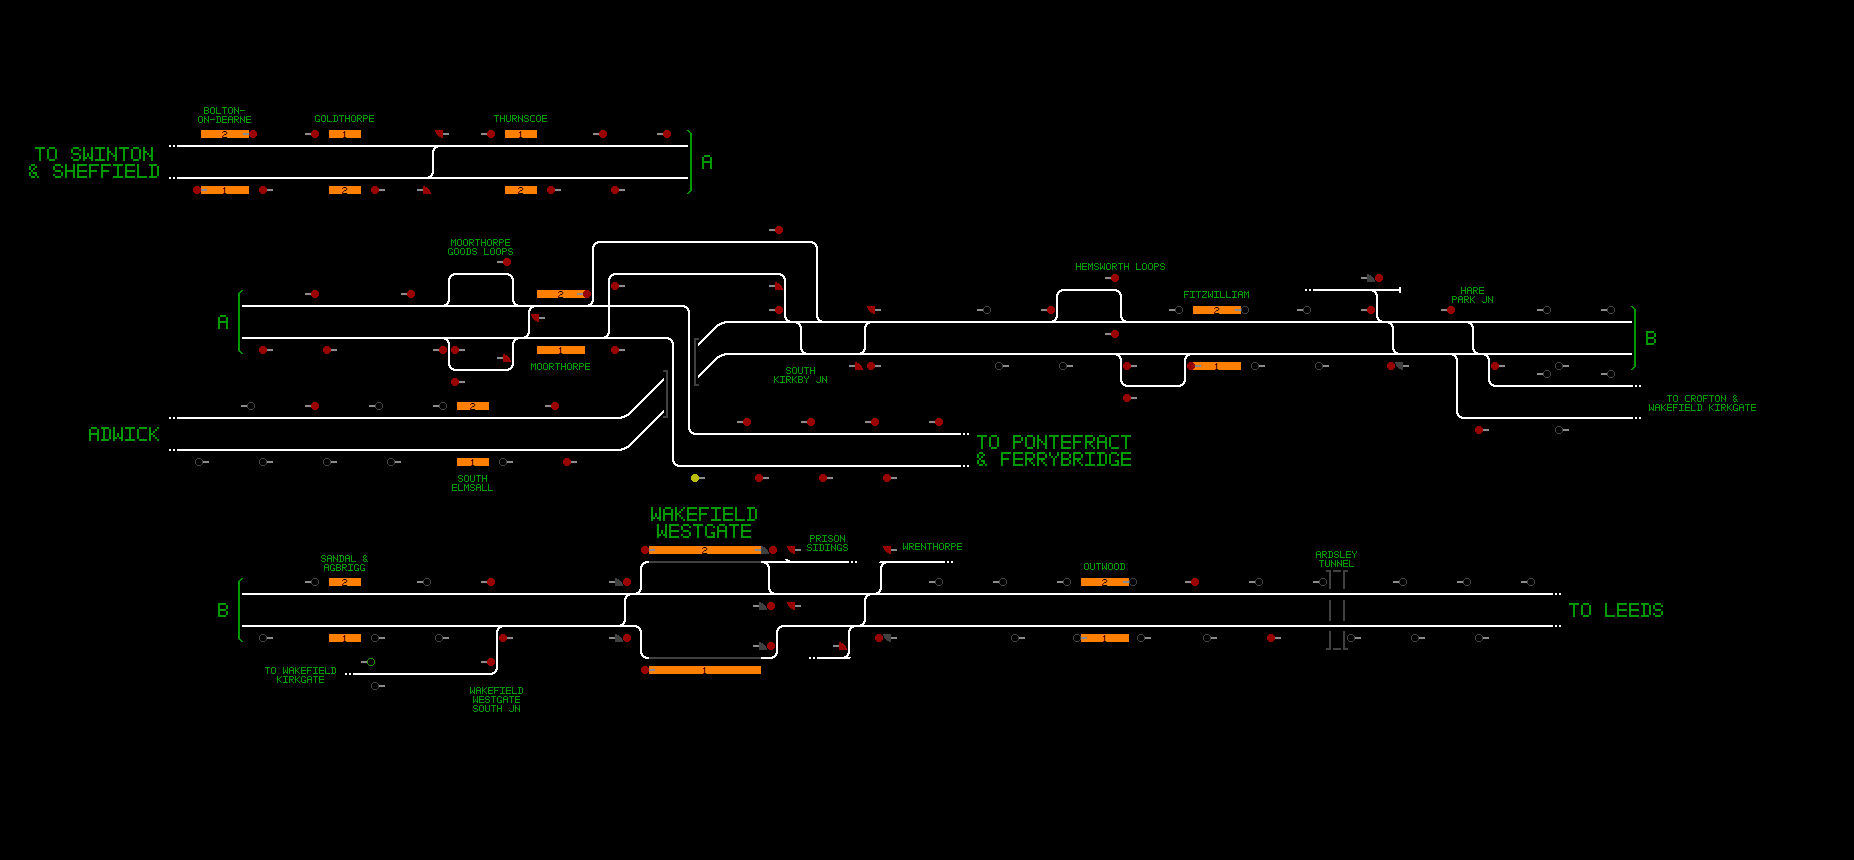 BOLTON-
ON-DEARNE
GOLDTHORPE
THURNSCOE
2
1
1
TO SWINTON
& SHEFFIELD
A
1
2
2
MOORTHORPE
GOODS LOOPS
2
A
1
MOORTHORPE
HEMSWORTH LOOPS
FITZWILLIAM
2
HARE
PARK JN
B
SOUTH
KIRKBY JN
1
TO CROFTON &
WAKEFIELD KIRKGATE
2
ADWICK
1
SOUTH
ELMSALL
TO PONTEFRACT
& FERRYBRIDGE
WAKEFIELD
WESTGATE
2
PRISON
SIDINGS
WRENTHORPE
SANDAL &
AGBRIGG
2
B
1
TO WAKEFIELD
KIRKGATE
WAKEFIELD
WESTGATE
SOUTH JN
1
OUTWOOD
2
1
ARDSLEY
TUNNEL
TO LEEDS